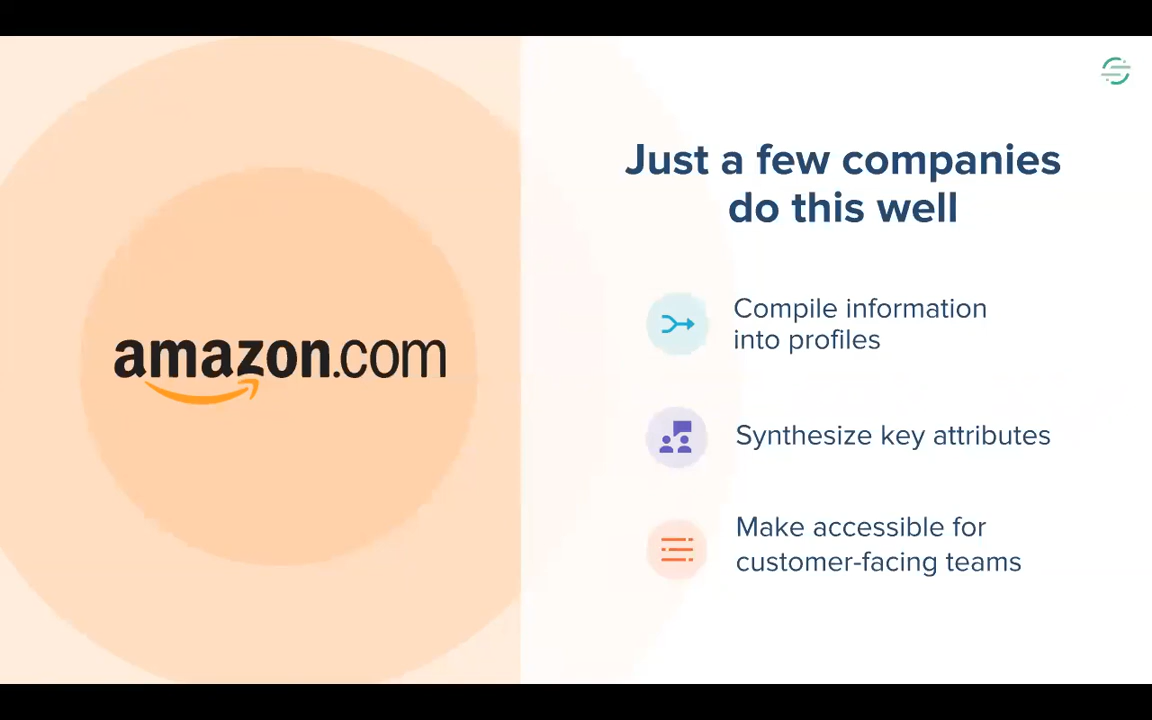 amazon.com
Just a few companies
do this well
Compile information
into profiles
Synthesize key attributes
Make accessible for
customer-facing teams